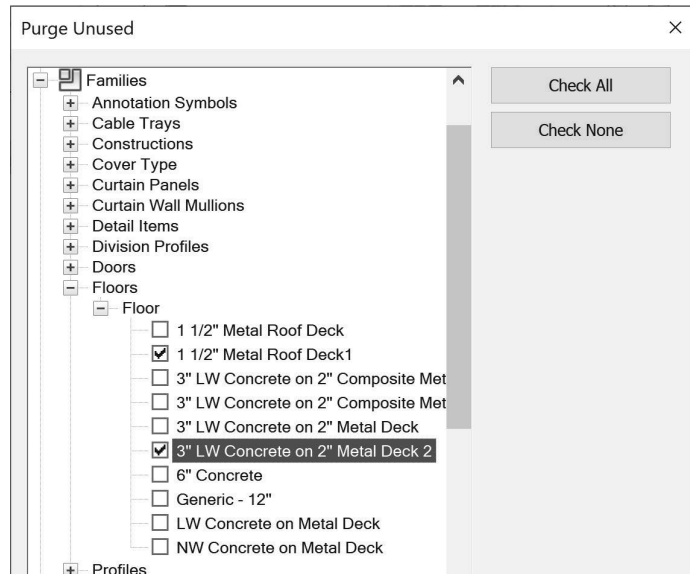 Purge Unused
Families
Check All
Annotation Symbols
Cable Trays
Check None
Constructions
Cover Type
Curtain Panels
Curtain Wall Mullions
Detail Items
Division Profiles
Doors
Floors
Floor
1 1/2" Metal Roof Deck
1 1/2" Metal Roof Deck1
3" LW Concrete on 2" Composite Met
3" LW Concrete on 2" Composite Met
3" LW Concrete on 2" Metal Deck
3" LW Concrete on 2" Metal Deck 2
6" Concrete
Generic - 12"
LW Concrete on Metal Deck
NW Concrete on Metal Deck
Profiles